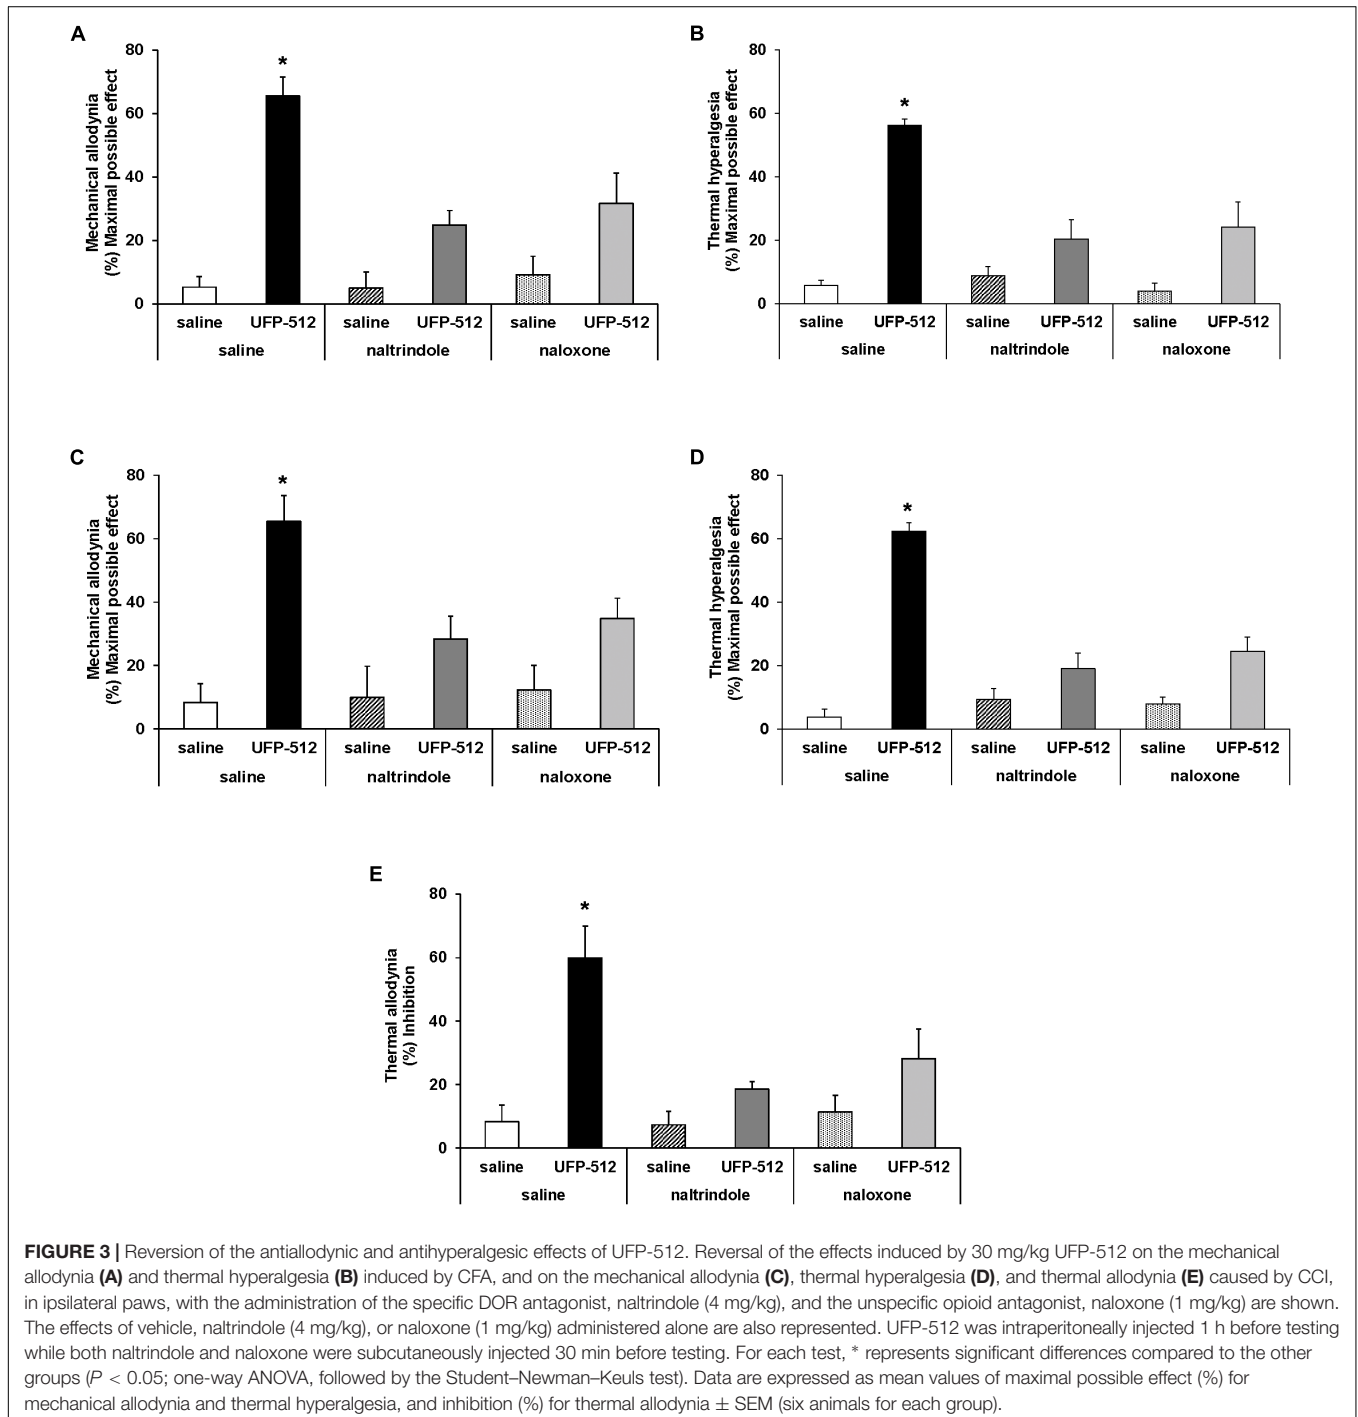 A
Mechanical allodynia
(%) Maximal possible effect
80
60
40
20
0
*
saline UFP-512 saline UFP-512 saline UFP-512
saline naltrindole naloxone
B
Thermal hyperalgesia
(%) Maximal possible effect
80
60
40
20
0
*
saline UFP-512 saline UFP-512 saline UFP-512
saline naltrindole naloxone
C
Mechanical allodynia
(%) Maximal possible effect
80
60
40
20
0
*
saline UFP-512 saline UFP-512 saline UFP-512
saline naltrindole naloxone
D
Thermal hyperalgesia
(%) Maximal possible effect
80
60
40
20
0
*
saline UFP-512 saline UFP-512 saline UFP-512
saline naltrindole naloxone
E
Thermal allodynia
(%) Inhibition
80
60
40
20
0
*
saline UFP-512 saline UFP-512 saline UFP-512
saline naltrindole naloxone
FIGURE 3 | Reversion of the antiallodynic and antihyperalgesic effects of UFP-512. Reversal of the effects induced by 30 mg/kg UFP-512 on the mechanical
allodynia (A) and thermal hyperalgesia (B) induced by CFA, and on the mechanical allodynia (C), thermal hyperalgesia (D), and thermal allodynia (E) caused by CCI,
in ipsilateral paws, with the administration of the specific DOR antagonist, naltrindole (4 mg/kg), and the unspecific opioid antagonist, naloxone (1 mg/kg) are shown.
The effects of vehicle, naltrindole (4 mg/kg), or naloxone (1 mg/kg) administered alone are also represented. UFP-512 was intraperitoneally injected 1 h before testing
while both naltrindole and naloxone were subcutaneously injected 30 min before testing. For each test, * represents significant differences compared to the other
groups (P < 0.05; one-way ANOVA, followed by the Student–Newman–Keuls test). Data are expressed as mean values of maximal possible effect (%) for
mechanical allodynia and thermal hyperalgesia, and inhibition (%) for thermal allodynia ± SEM (six animals for each group).